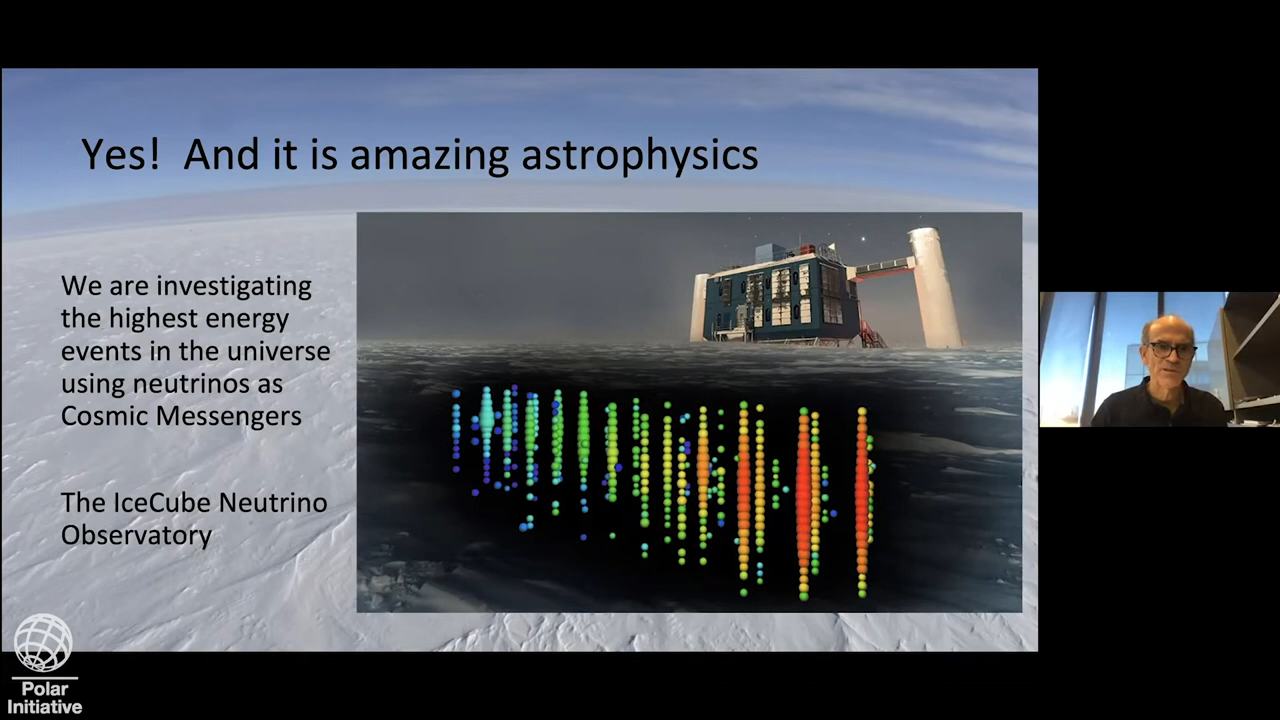 Yes!  And it is amazing astrophysics
We are investigating
the highest energy
events in the universe
using neutrinos as
Cosmic Messengers
The IceCube Neutrino
Observatory
Polar
Initiative